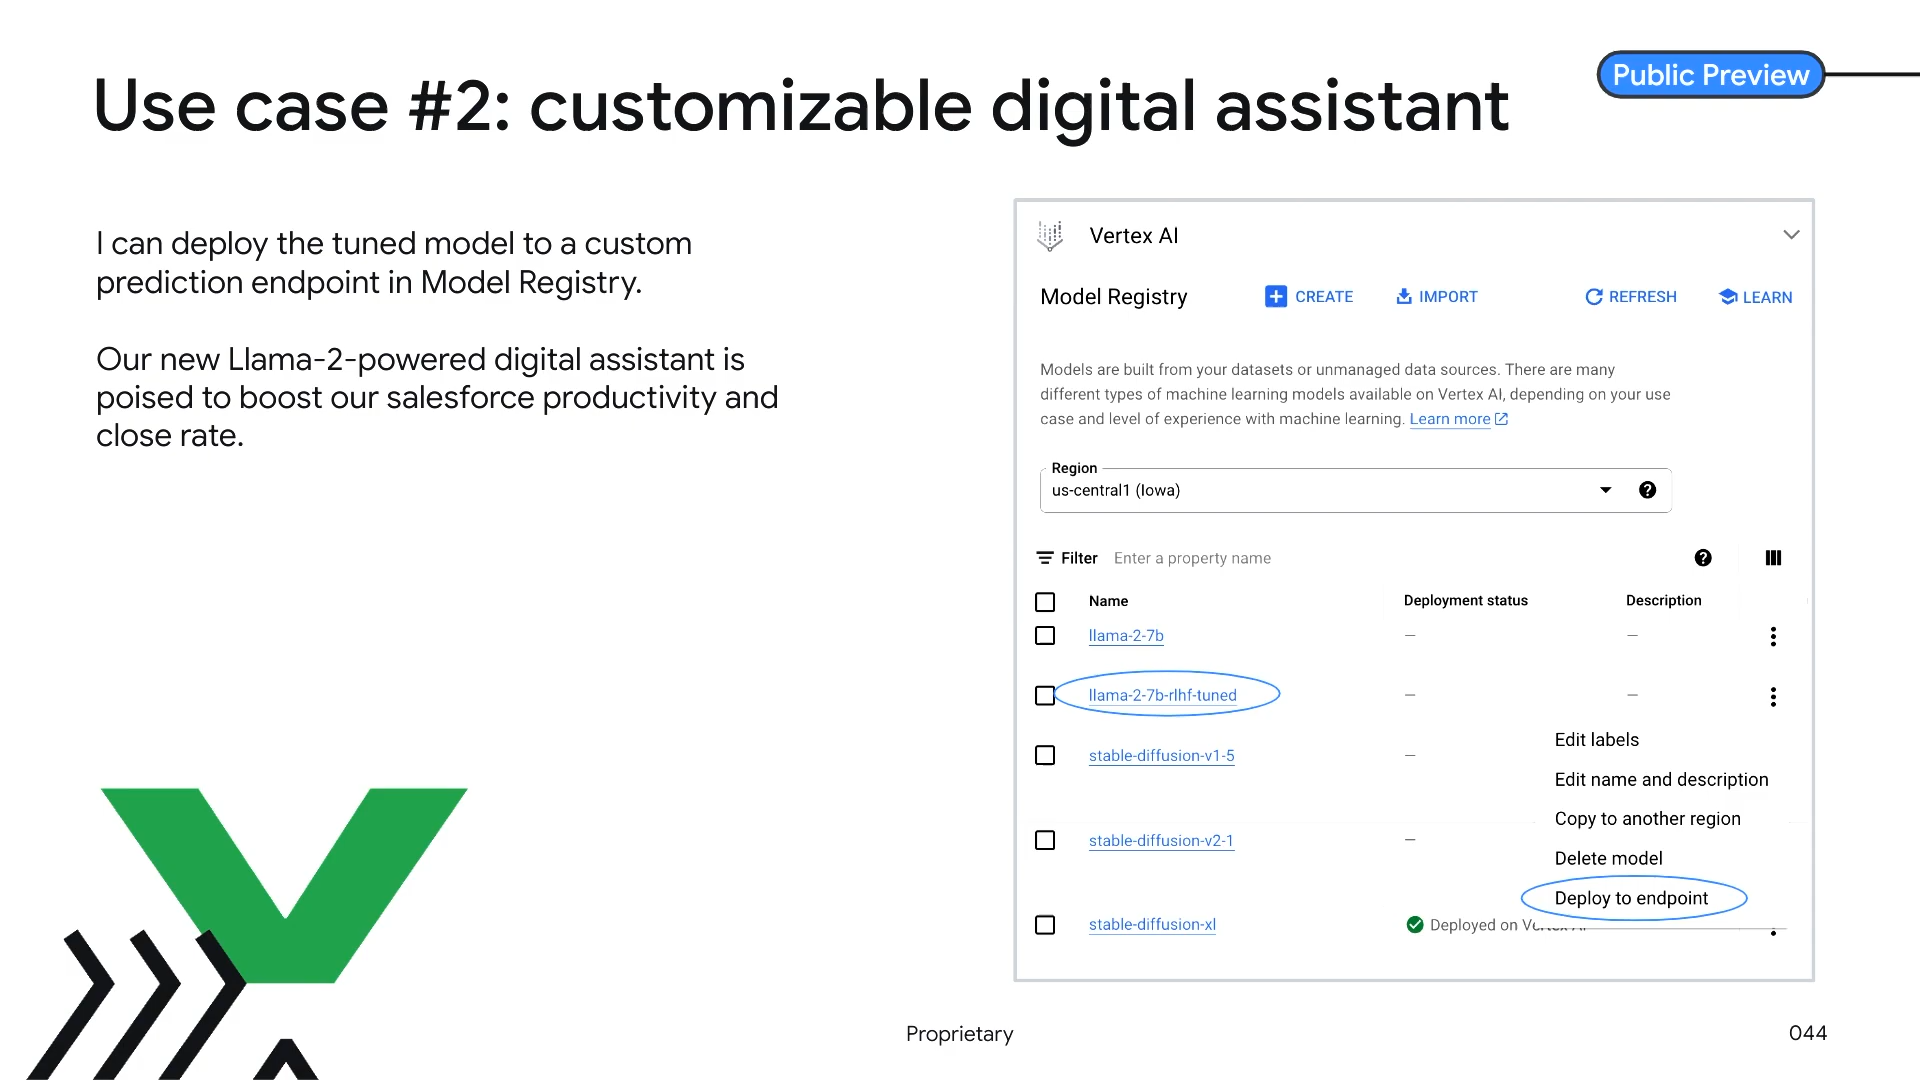 Public Preview
Use case #2: customizable digital assistant
I can deploy the tuned model to a custom
prediction endpoint in Model Registry.
Our new Llama-2-powered digital assistant is
poised to boost our salesforce productivity and
close rate.
Vertex AI
Model Registry CREATE IMPORT REFRESH LEARN
Models are built from your datasets or unmanaged data sources. There are many
different types of machine learning models available on Vertex AI, depending on your use
case and level of experience with machine learning. Learn more
Region
us-central1 (Iowa)
Filter Enter a property name
Name Deployment status Description
llama-2-7b – –
llama-2-7b-rlhf-tuned – –
Edit labels
stable-diffusion-v1-5 –
Edit name and description
Copy to another region
stable-diffusion-v2-1 –
Delete model
Deploy to endpoint
stable-diffusion-xl Deployed on Vertex AI
Proprietary
044